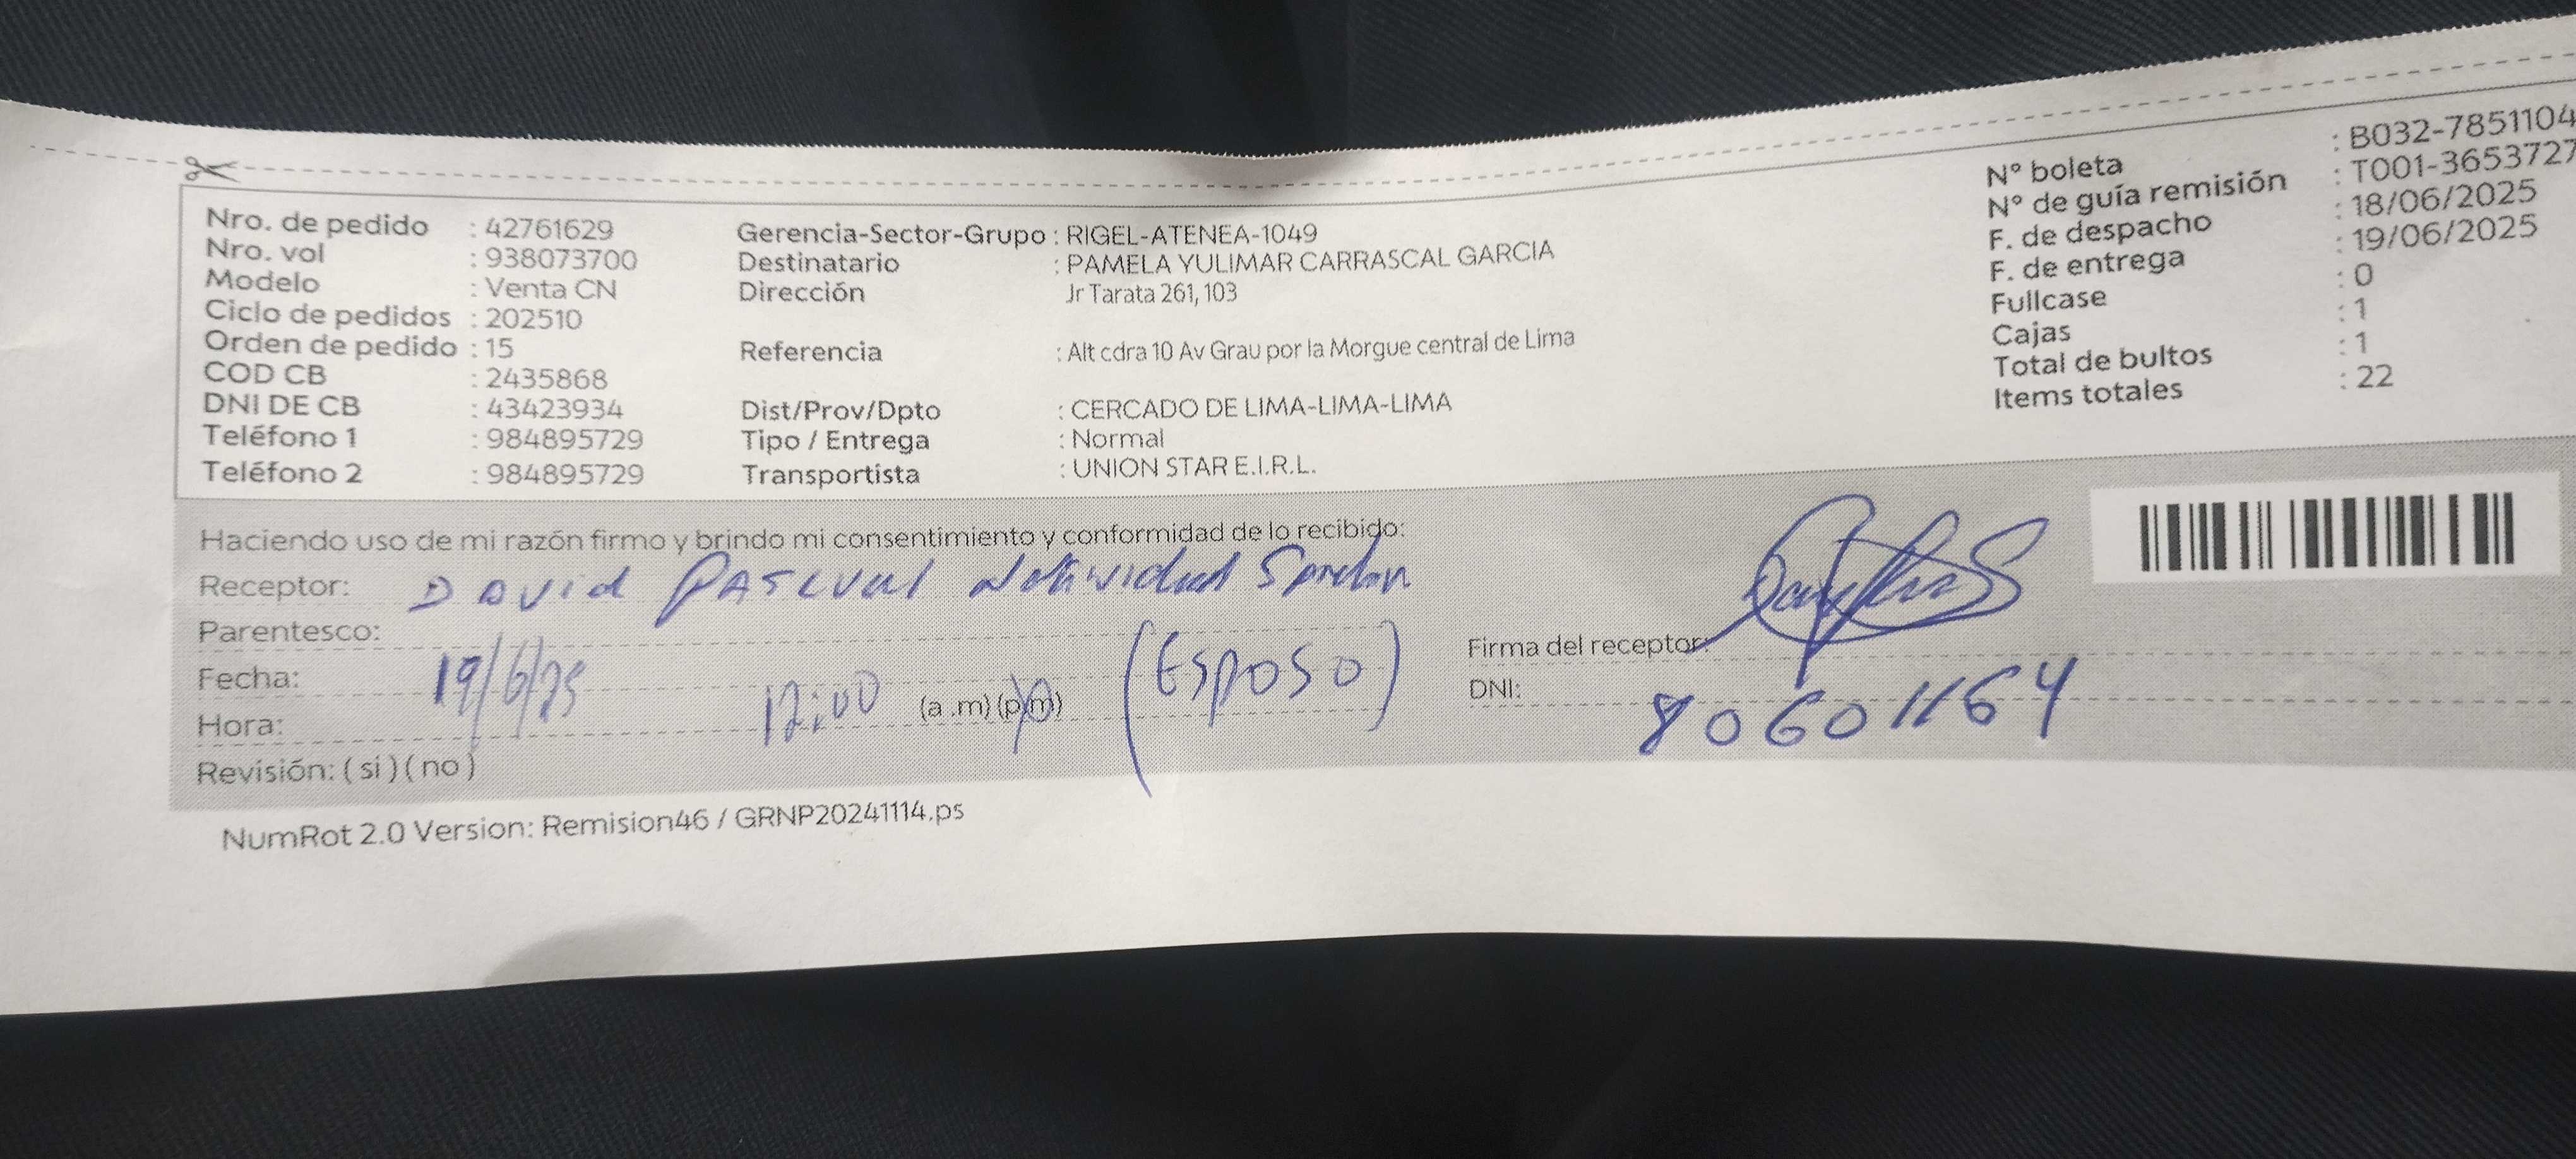 Nro. de pedido : 42761629
Nro. vol : 938073700
Modelo : Venta CN
Ciclo de pedidos : 202510
Orden de pedido : 15
COD CB : 2435868
DNI DE CB : 43423934
Teléfono 1 : 984895729
Teléfono 2 : 984895729
Gerencia-Sector-Grupo : RIGEL-ATENEA-1049
Destinatario : PAMELA YULIMAR CARRASCAL GARCIA
Dirección Jr Tarata 261, 103
Referencia : Alt cdra 10 Av Grau por la Morgue central de Lima
Dist/Prov/Dpto : CERCADO DE LIMA-LIMA-LIMA
Tipo / Entrega : Normal
Transportista : UNION STAR E.I.R.L.
N° boleta : B032-7851104
N° de guía remisión : T001-3653727
F. de despacho : 18/06/2025
F. de entrega : 19/06/2025
Fullcase : 0
Cajas : 1
Total de bultos : 1
Items totales : 22
Haciendo uso de mi razón firmo y brindo mi consentimiento y conformidad de lo recibido:
Receptor: David Pascual Natividad
Parentesco: (Esposo)
Fecha: 19/6/25
Hora: 12:00 (a .m) (p.m)
Revisión: ( si ) ( no )
Firma del receptor:
DNI: 80601164
NumRot 2.0 Version: Remision46 / GRNP20241114.ps